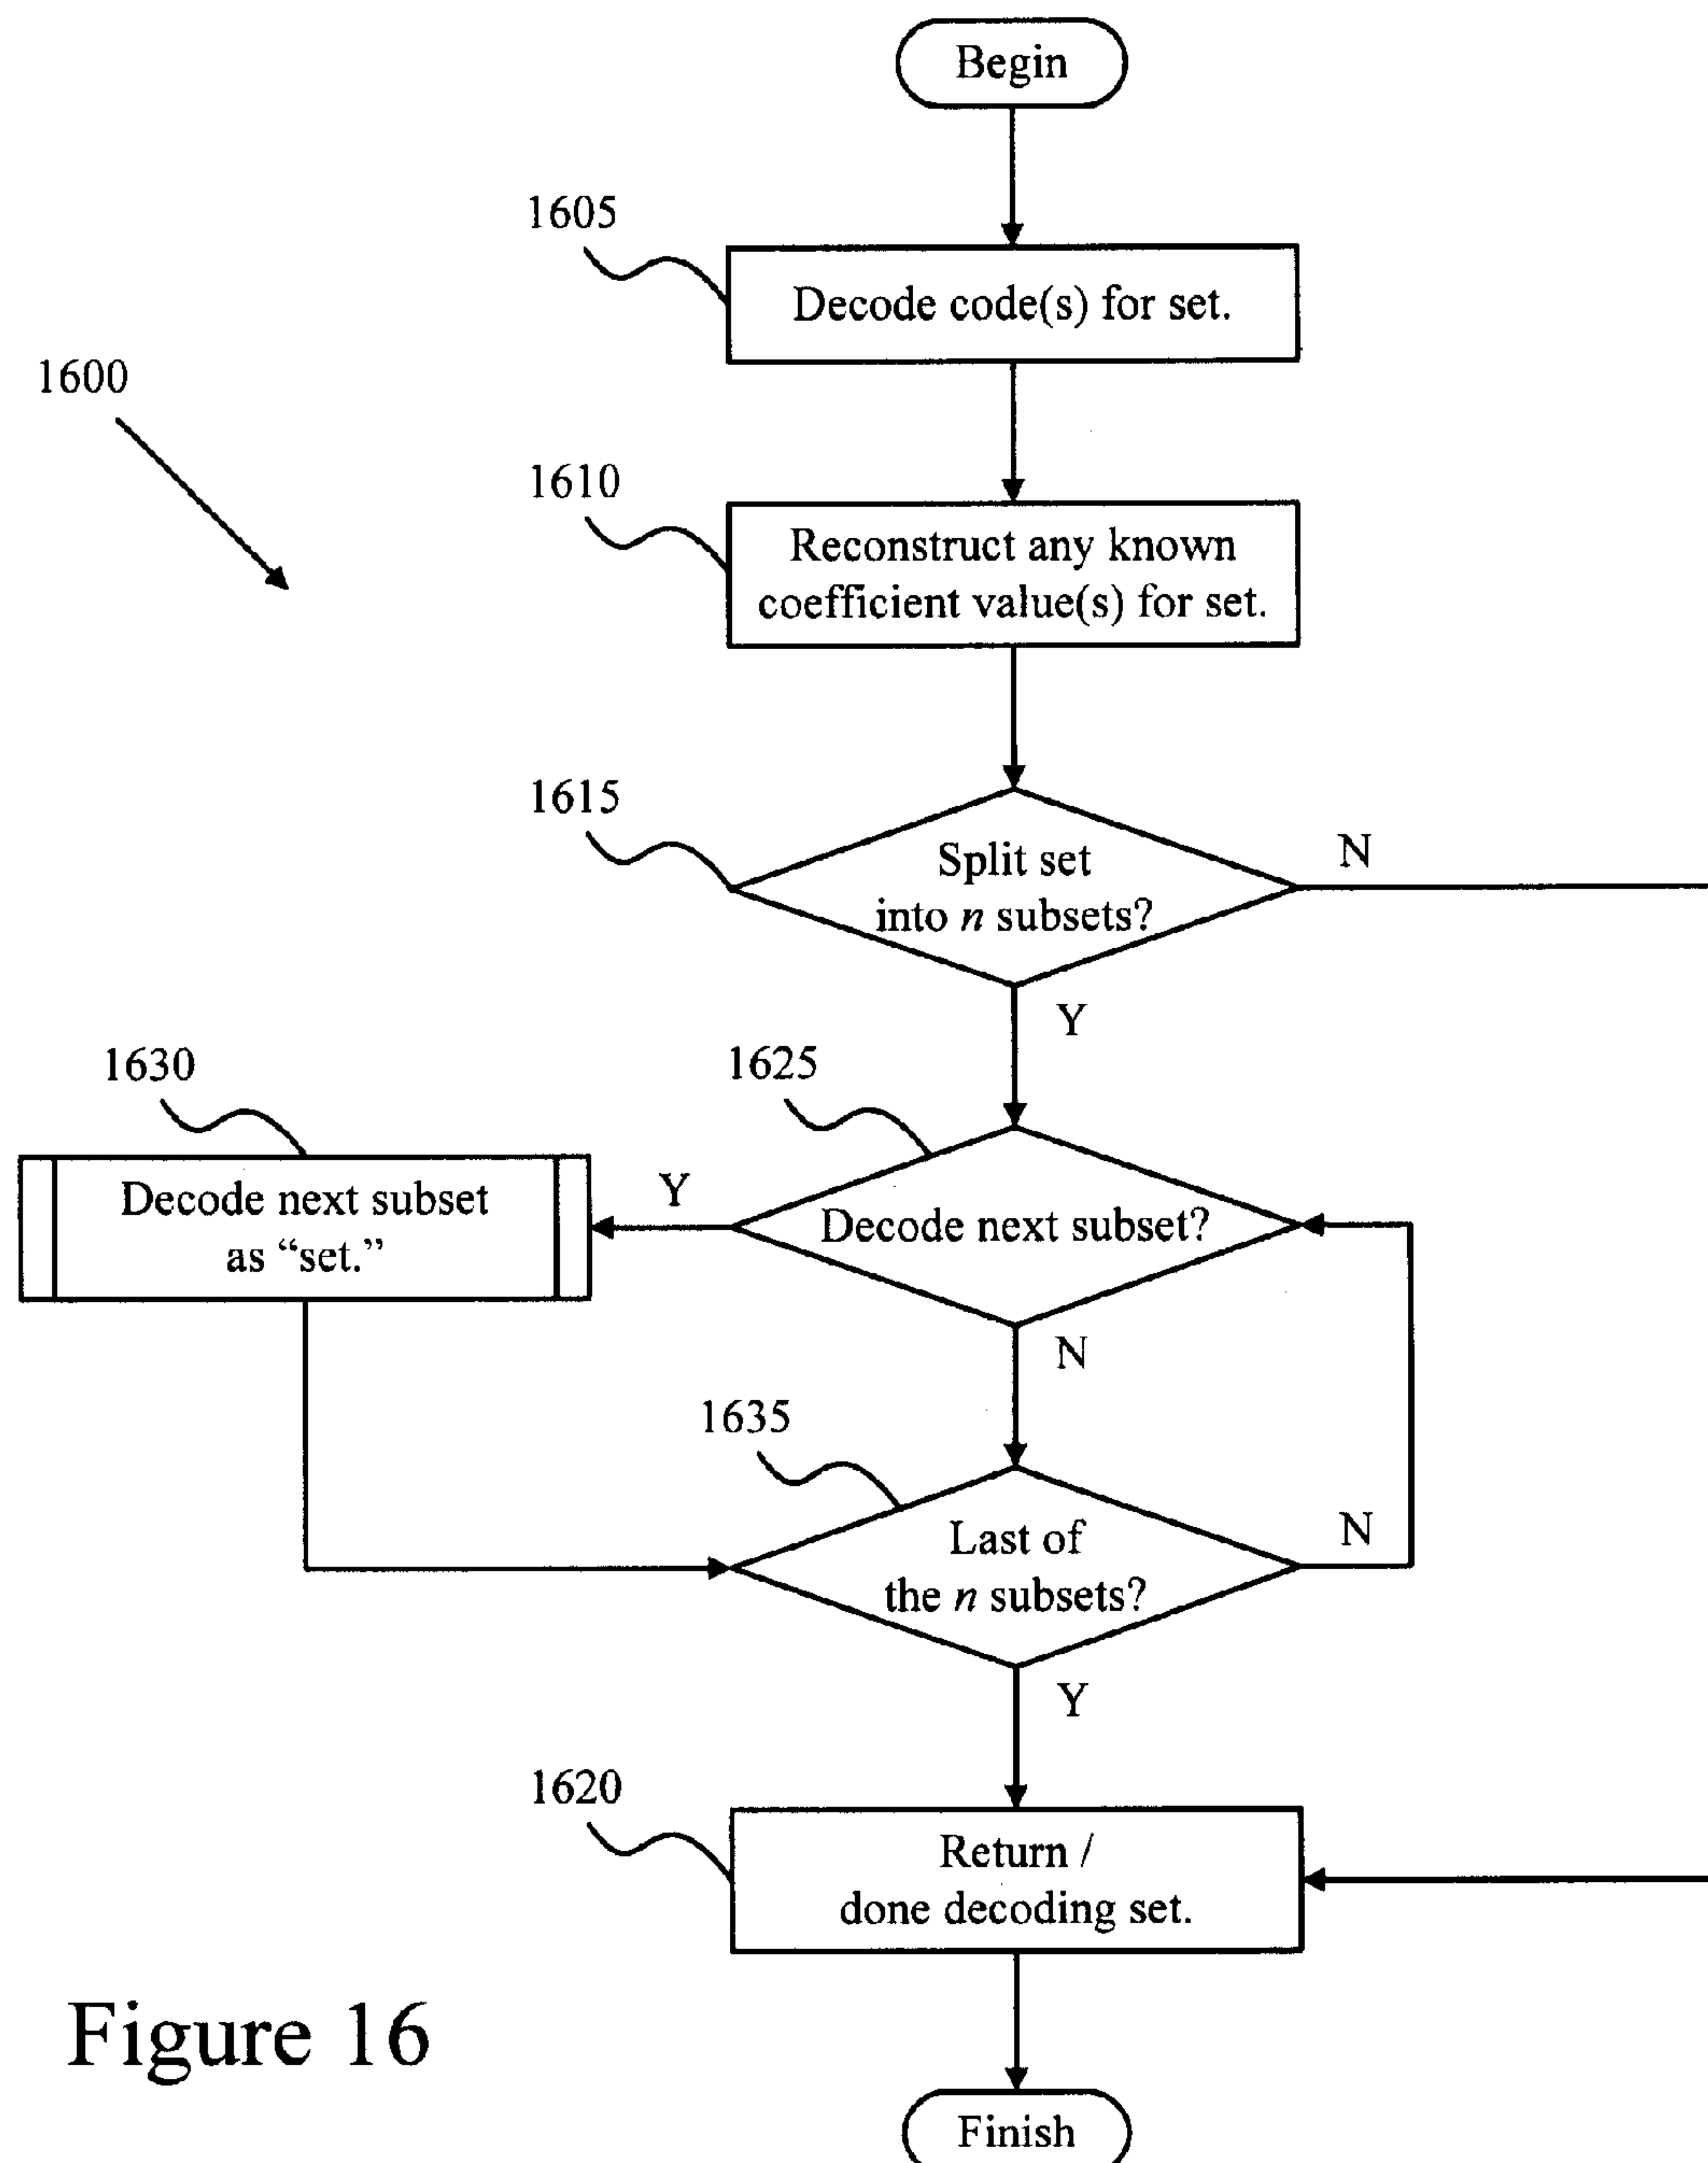 Begin
1605
Decode code(s) for set.
1600
1610
Reconstruct any known
coefficient value(s) for set.
1615
Split set
into n subsets?
N
Y
1630
1625
Decode next subset
as “set.”
Y
Decode next subset?
N
1635
Last of
the n subsets?
N
Y
1620
Return /
done decoding set.
Figure 16
Finish